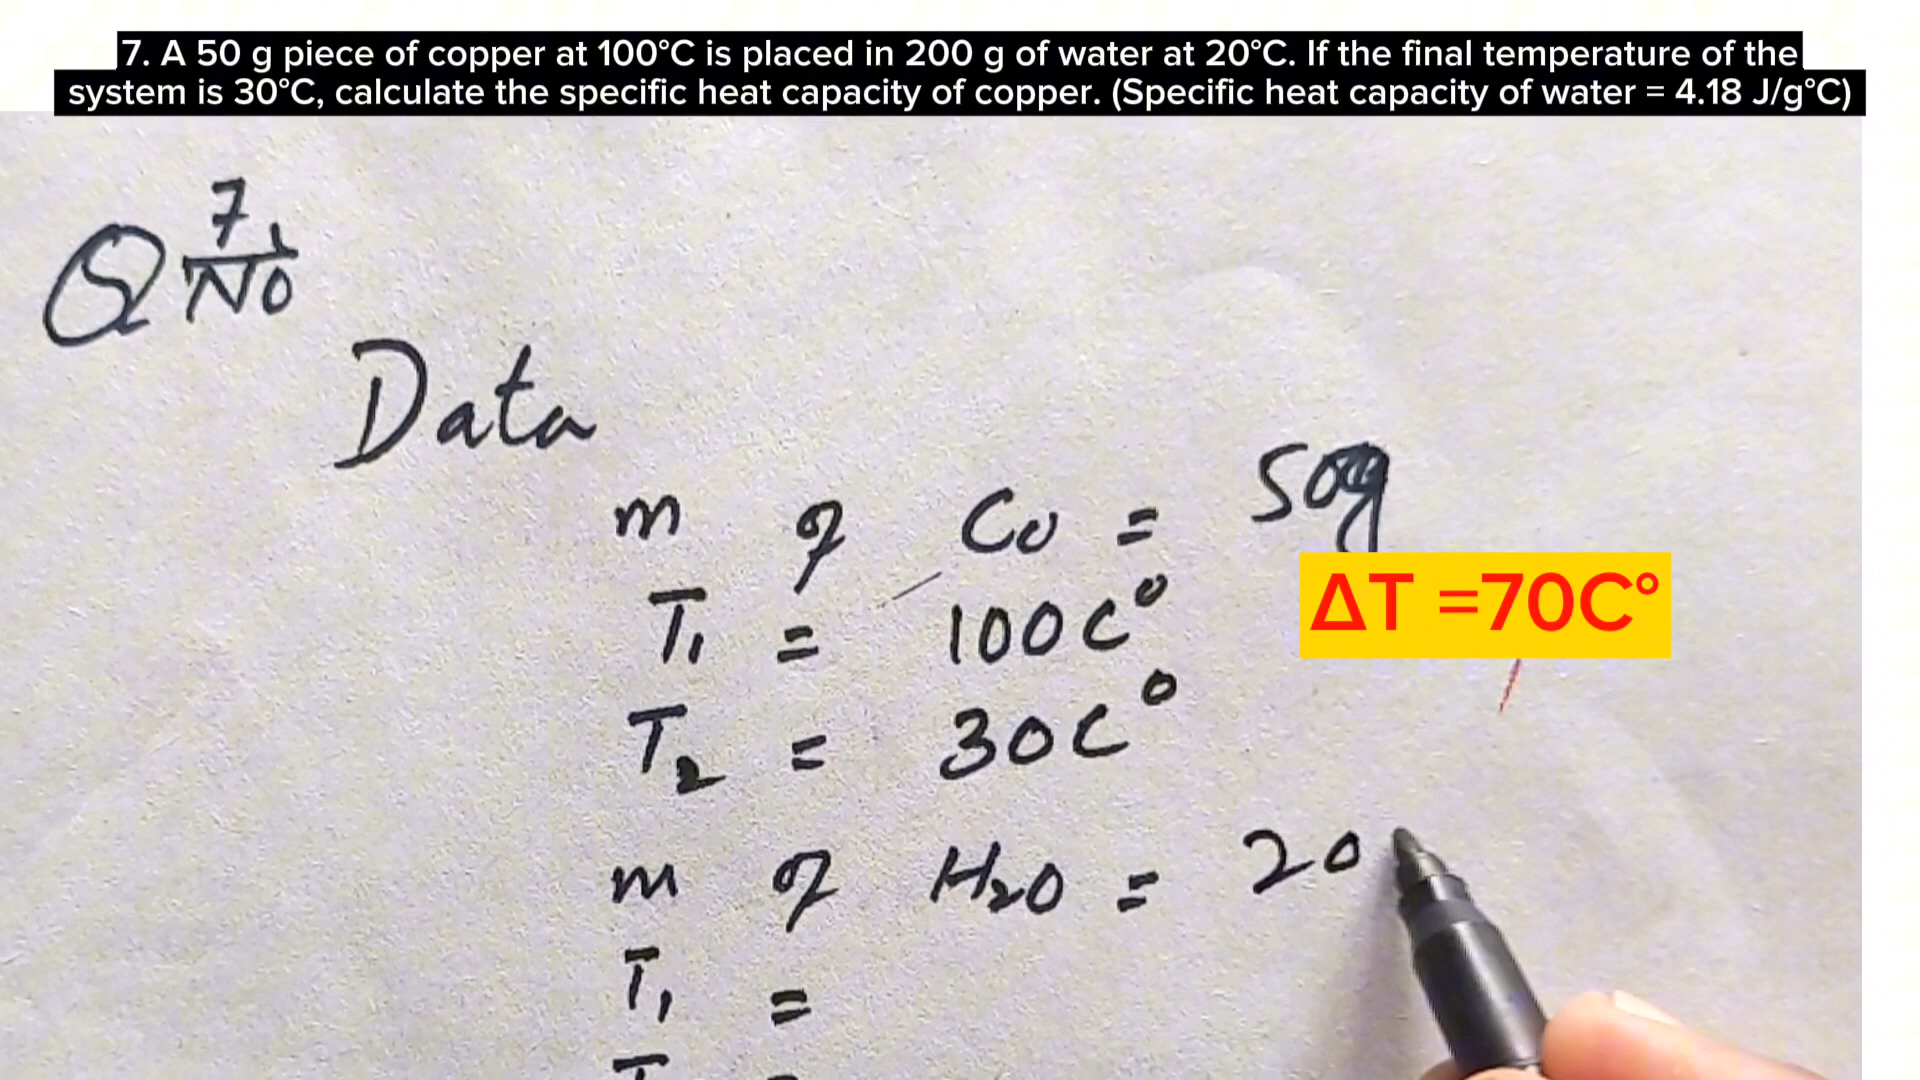 7. A 50 g piece of copper at 100°C is placed in 200 g of water at 20°C. If the final temperature of the
system is 30°C, calculate the specific heat capacity of copper. (Specific heat capacity of water = 4.18 J/g°C)
Q 7/No
Data
m of Cu = 50g
ΔT =70C°
T₁ = 100C°
T₂ = 30C°
m of H₂O = 20
T₁ =